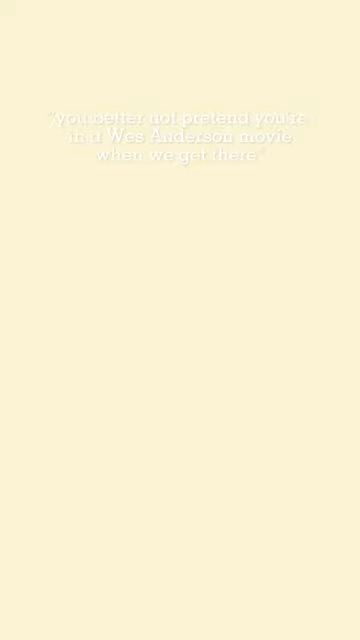 "you better not pretend you're
in a Wes Anderson movie
when we get there"